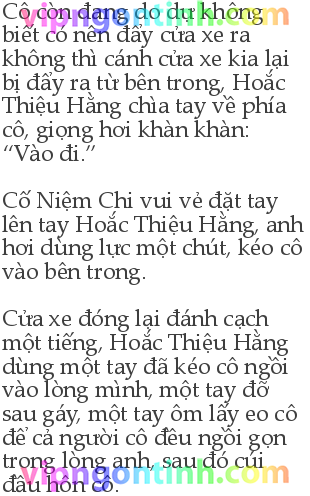 Cô còn đang do dự không
biết có nên đẩy cửa xe ra
không thì cánh cửa xe kia lại
bị đẩy ra từ bên trong, Hoắc
Thiệu Hằng chìa tay về phía
cô, giọng hơi khàn khàn:
“Vào đi.”
Cố Niệm Chi vui vẻ đặt tay
lên tay Hoắc Thiệu Hằng, anh
hơi dùng lực một chút, kéo cô
vào bên trong.
Cửa xe đóng lại đánh cạch
một tiếng, Hoắc Thiệu Hằng
dùng một tay đã kéo cô ngồi
vào lòng mình, một tay đỡ
sau gáy, một tay ôm lấy eo cô
để cả người cô đều ngồi gọn
trong lòng anh, sau đó cúi
đầu hôn cô.
vipngontinh.com
vipngontinh.com